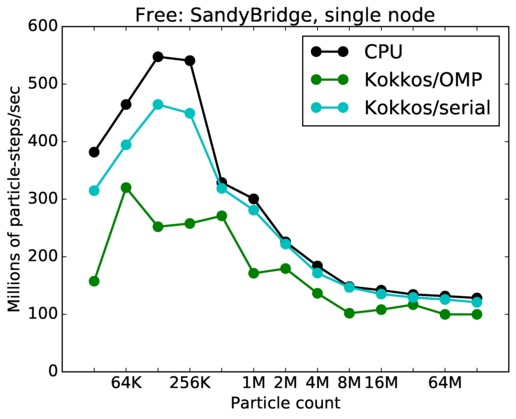 Free: SandyBridge, single node
600
500
400
300
200
100
0
Millions of particle-steps/sec
CPU
Kokkos/OMP
Kokkos/serial
64K 256K 1M 2M 4M 8M 16M 64M
Particle count